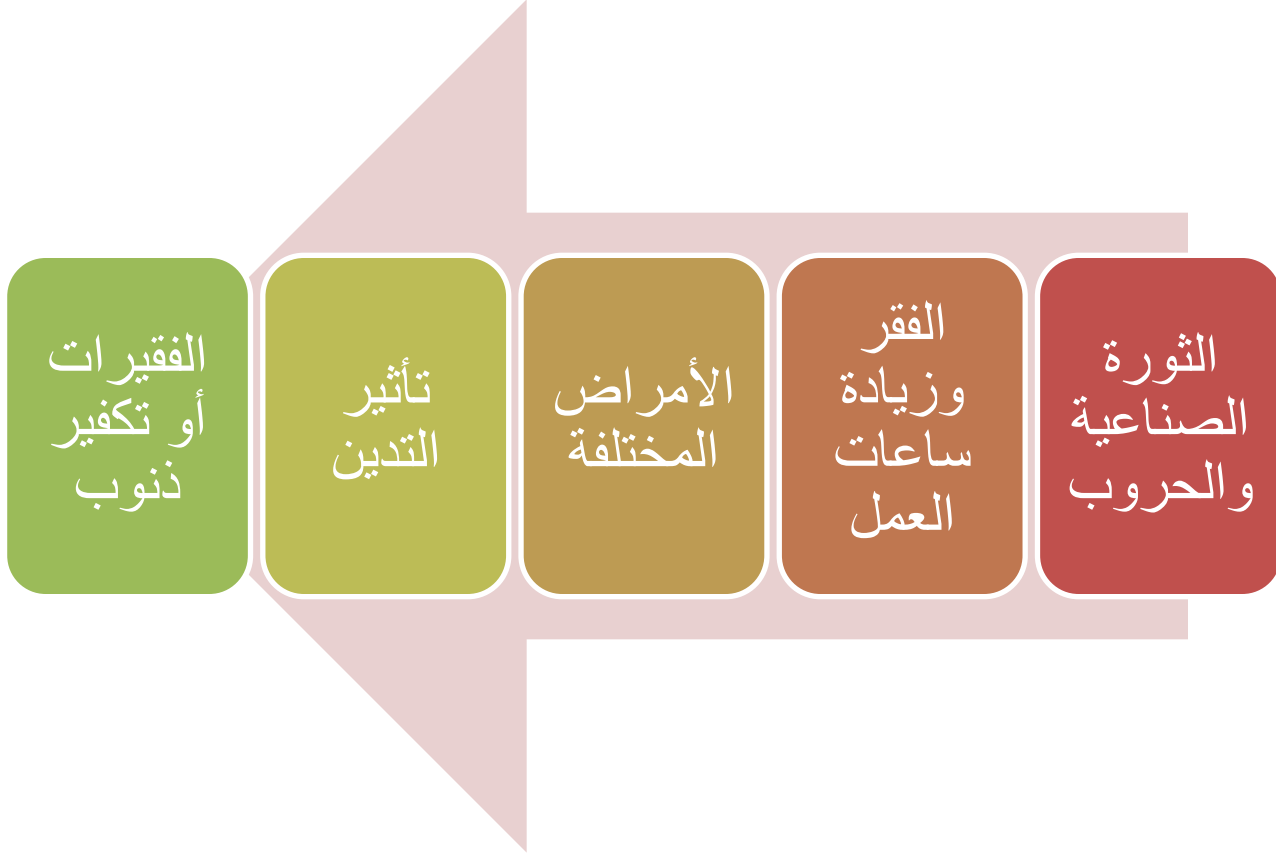 الثورة
الصناعية
والحروب
الفقر
وزيادة
ساعات
العمل
الأمراض
المختلفة
تأثير
التدين
الفقيرات
أو تكفير
ذنوب